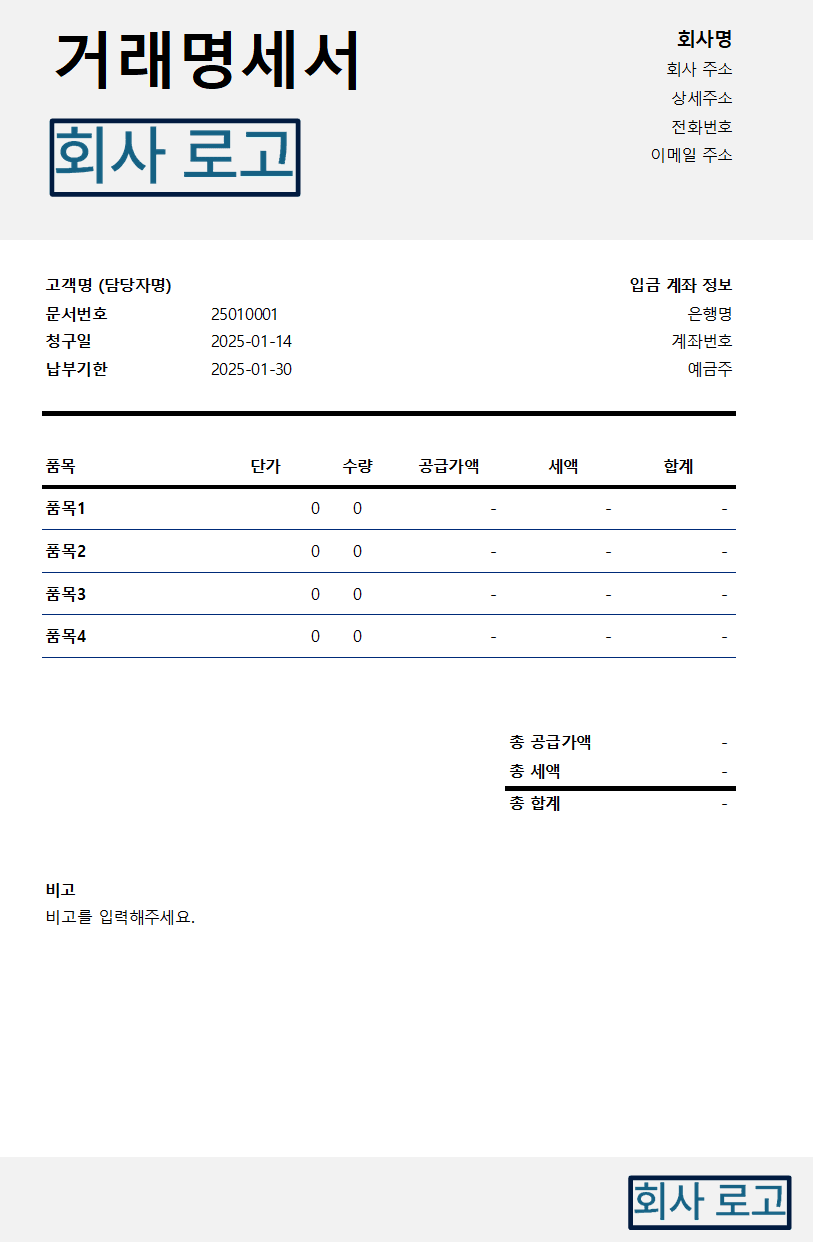 거래명세서
회사 로고
회사명
회사 주소
상세주소
전화번호
이메일 주소
고객명 (담당자명)
문서번호 25010001
청구일 2025-01-14
납부기한 2025-01-30
입금 계좌 정보
은행명
계좌번호
예금주
품목 단가 수량 공급가액 세액 합계
품목1 0 0 - - -
품목2 0 0 - - -
품목3 0 0 - - -
품목4 0 0 - - -
총 공급가액 -
총 세액 -
총 합계 -
비고
비고를 입력해주세요.
회사 로고